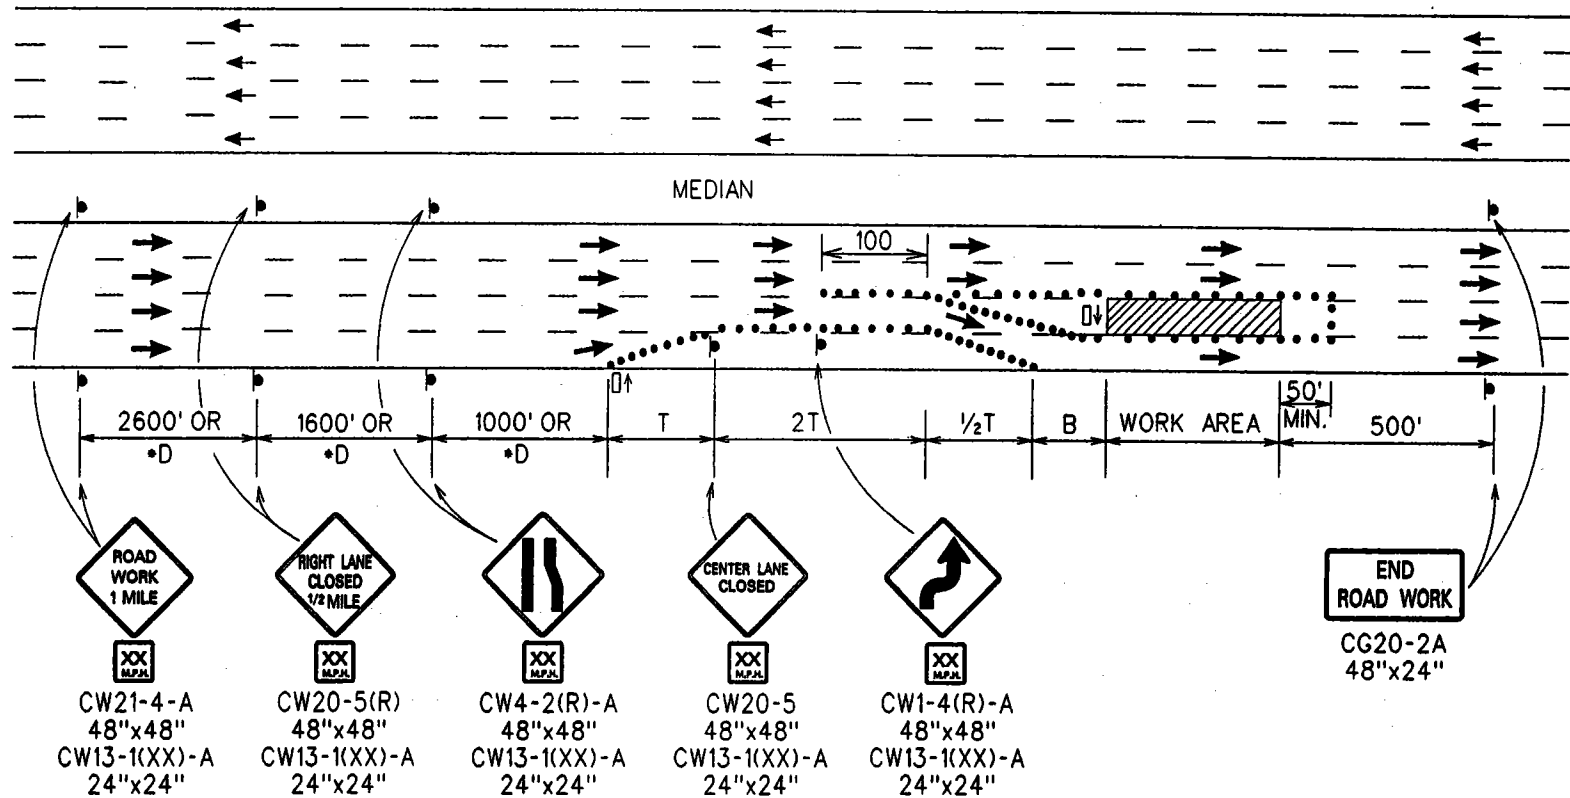 MEDIAN
100
2600' OR
*D
1600' OR
*D
1000' OR
*D
T
2T
½T
B
WORK AREA
50'
MIN.
500'
ROAD
WORK
1 MILE
XX
M.P.H.
CW21-4-A
48"x48"
CW13-1(XX)-A
24"x24"
RIGHT LANE
CLOSED
1/2 MILE
XX
M.P.H.
CW20-5(R)
48"x48"
CW13-1(XX)-A
24"x24"
XX
M.P.H.
CW4-2(R)-A
48"x48"
CW13-1(XX)-A
24"x24"
CENTER LANE
CLOSED
XX
M.P.H.
CW20-5
48"x48"
CW13-1(XX)-A
24"x24"
XX
M.P.H.
CW1-4(R)-A
48"x48"
CW13-1(XX)-A
24"x24"
END
ROAD WORK
CG20-2A
48"x24"